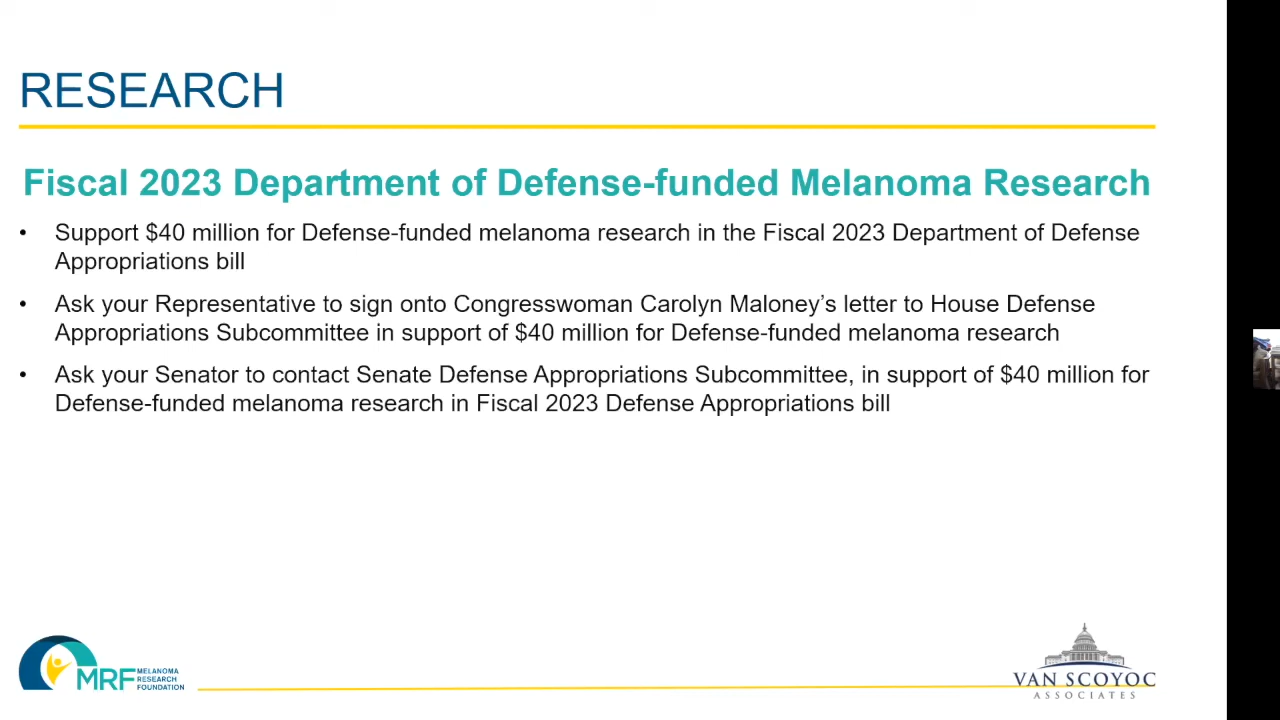 RESEARCH
Fiscal 2023 Department of Defense-funded Melanoma Research
• Support $40 million for Defense-funded melanoma research in the Fiscal 2023 Department of Defense
Appropriations bill
• Ask your Representative to sign onto Congresswoman Carolyn Maloney’s letter to House Defense
Appropriations Subcommittee in support of $40 million for Defense-funded melanoma research
• Ask your Senator to contact Senate Defense Appropriations Subcommittee, in support of $40 million for
Defense-funded melanoma research in Fiscal 2023 Defense Appropriations bill
MRF
MELANOMA
RESEARCH
FOUNDATION
VAN SCOYOC
ASSOCIATES